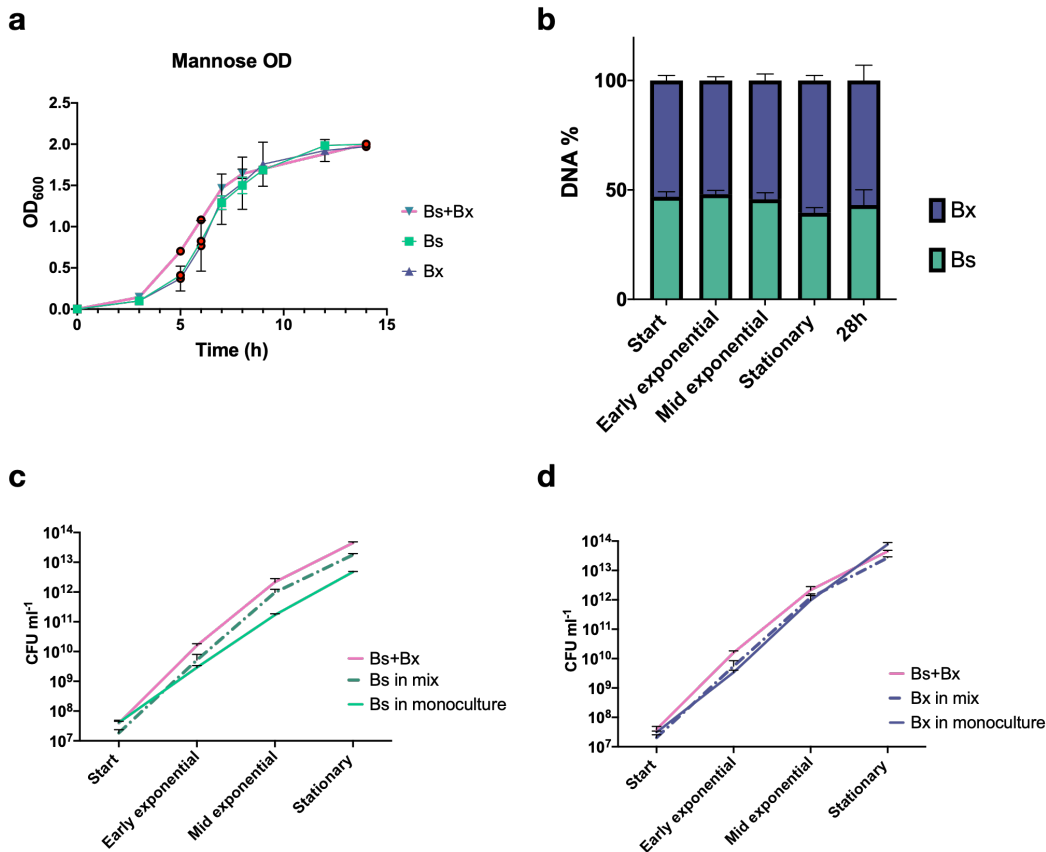 a
Mannose OD
OD600
2.5
2.0
1.5
1.0
0.5
0.0
0
5
10
15
Time (h)
Bs+Bx
Bs
Bx
b
DNA %
100
50
0
Start
Early exponential
Mid exponential
Stationary
28h
Bx
Bs
c
CFU ml-1
10^14
10^13
10^12
10^11
10^10
10^9
10^8
10^7
Start
Early exponential
Mid exponential
Stationary
Bs+Bx
Bs in mix
Bs in monoculture
d
CFU ml-1
10^14
10^13
10^12
10^11
10^10
10^9
10^8
10^7
Start
Early exponential
Mid exponential
Stationary
Bs+Bx
Bx in mix
Bx in monoculture